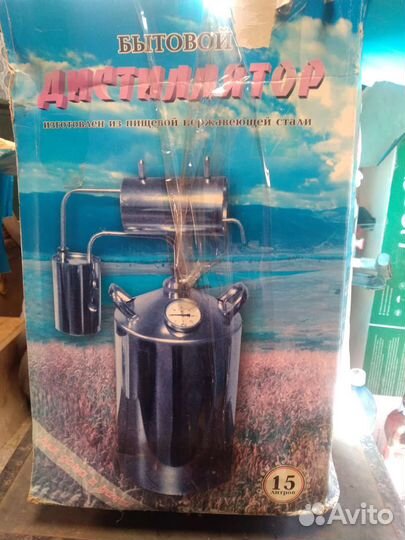 БЫТОВОЙ
ДИСТИЛЛЯТОР
изготовлен из пищевой нержавеющей стали
15
литров
Avito